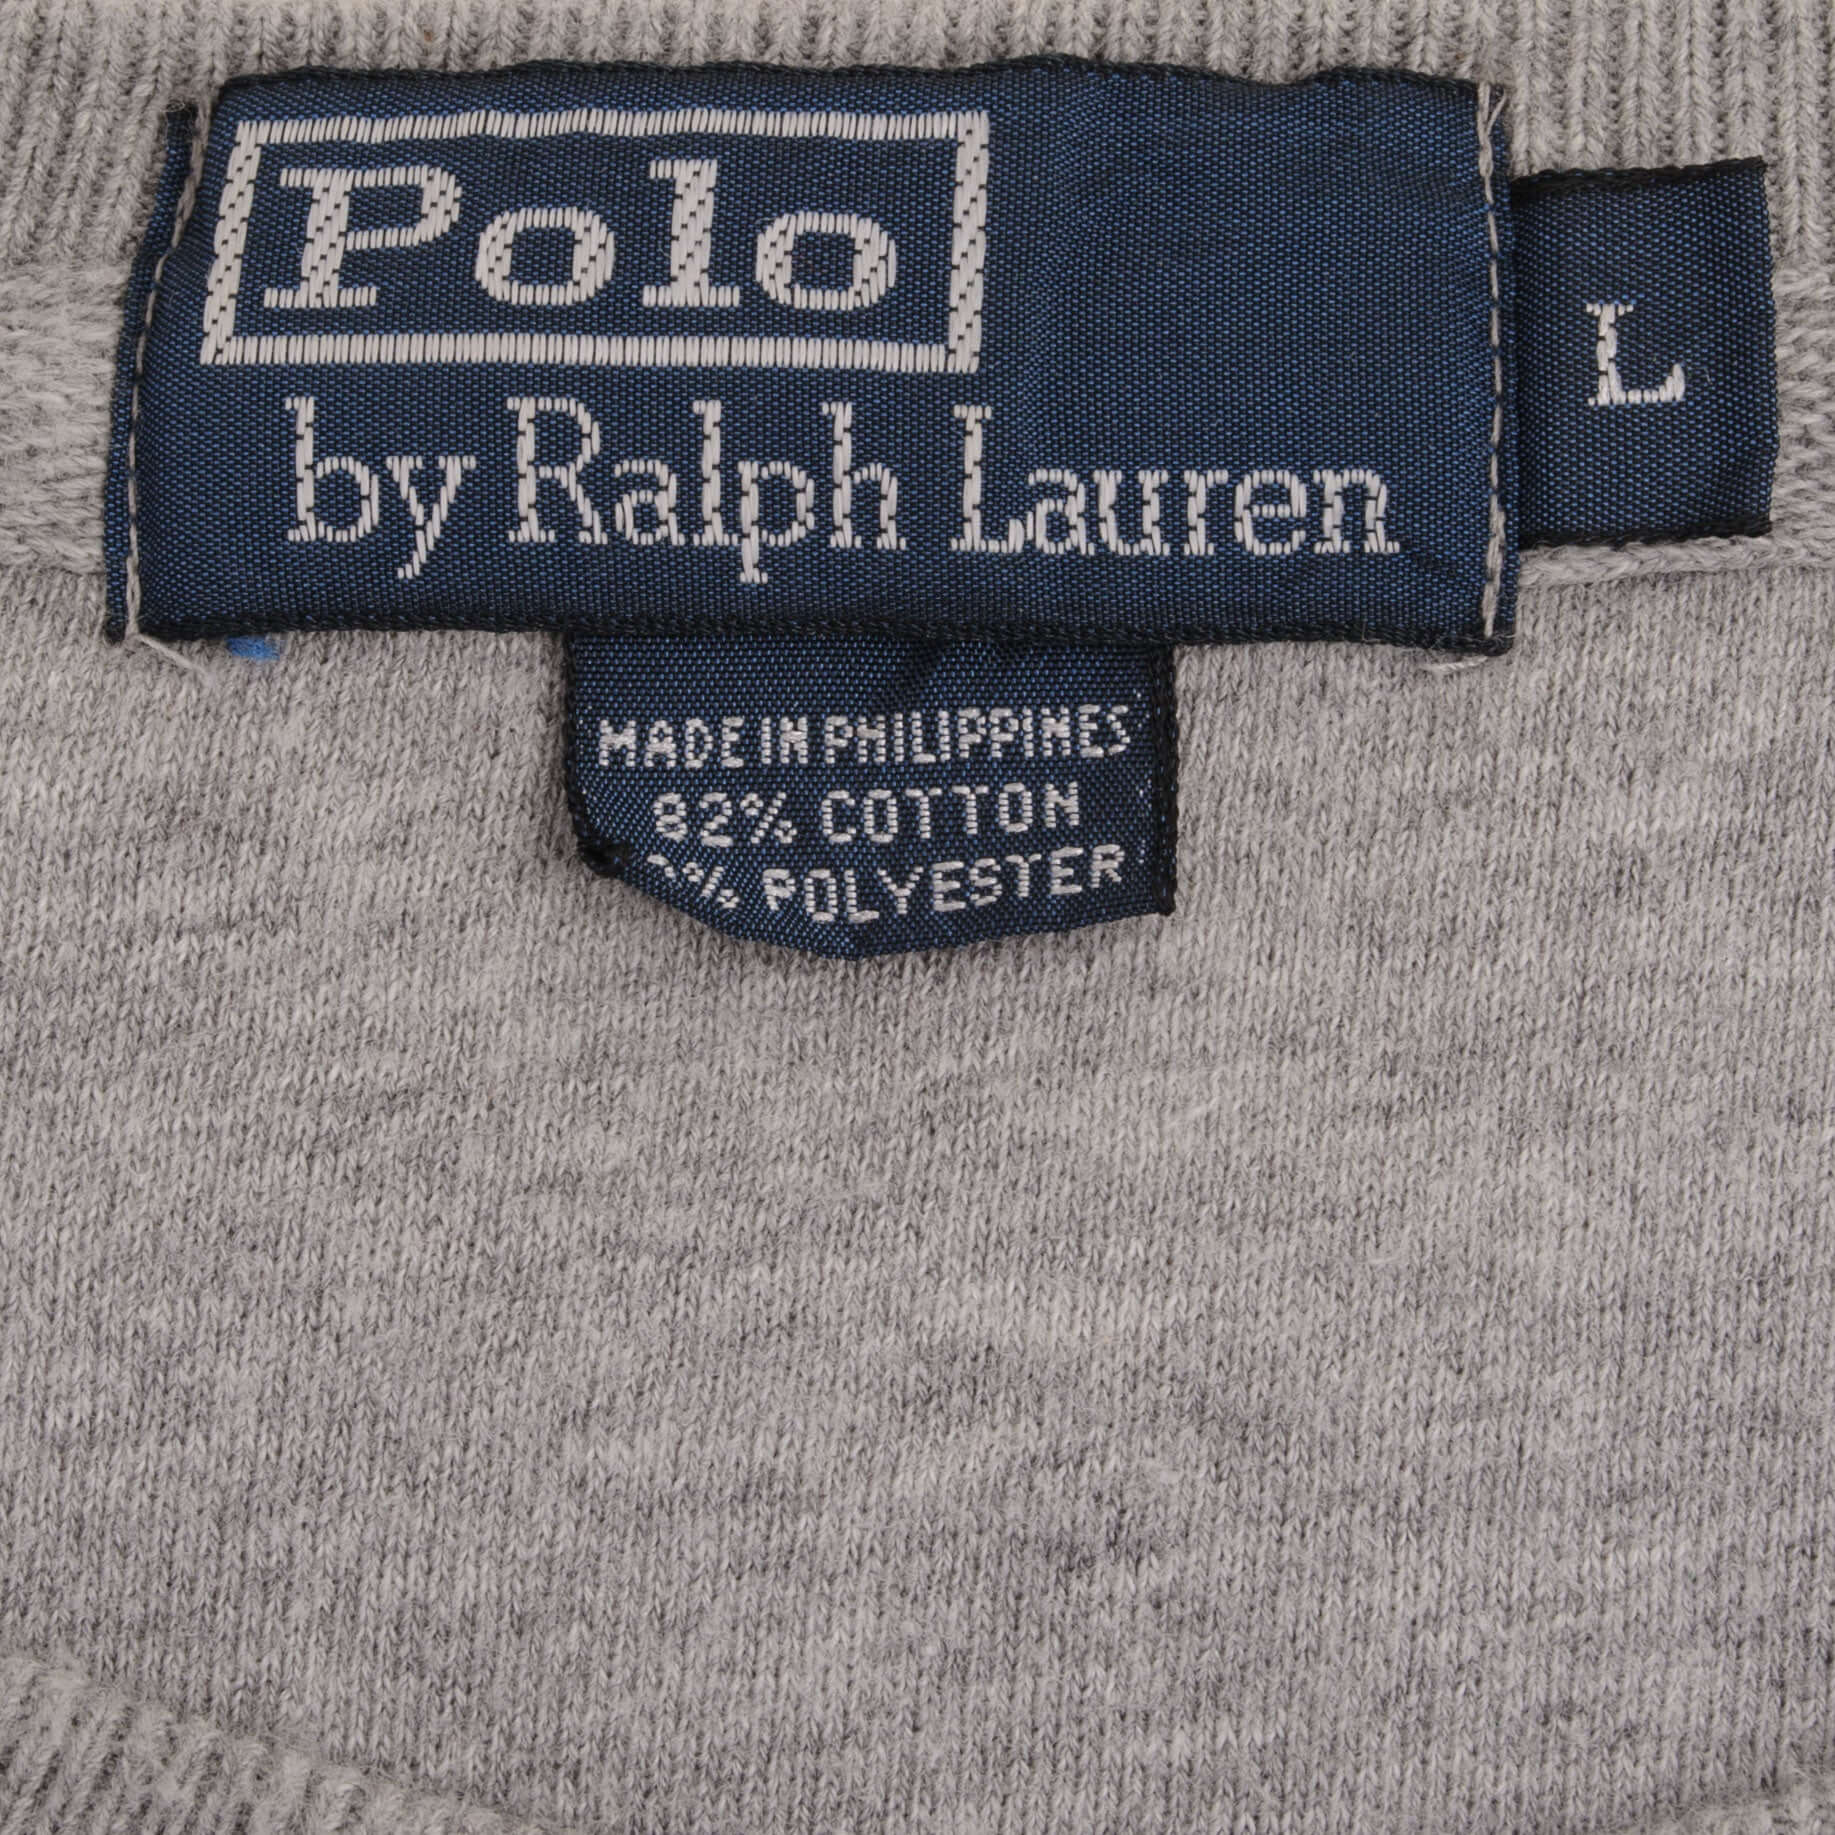 Polo
by Ralph Lauren
L
MADE IN PHILIPPINES
82% COTTON
POLYESTER